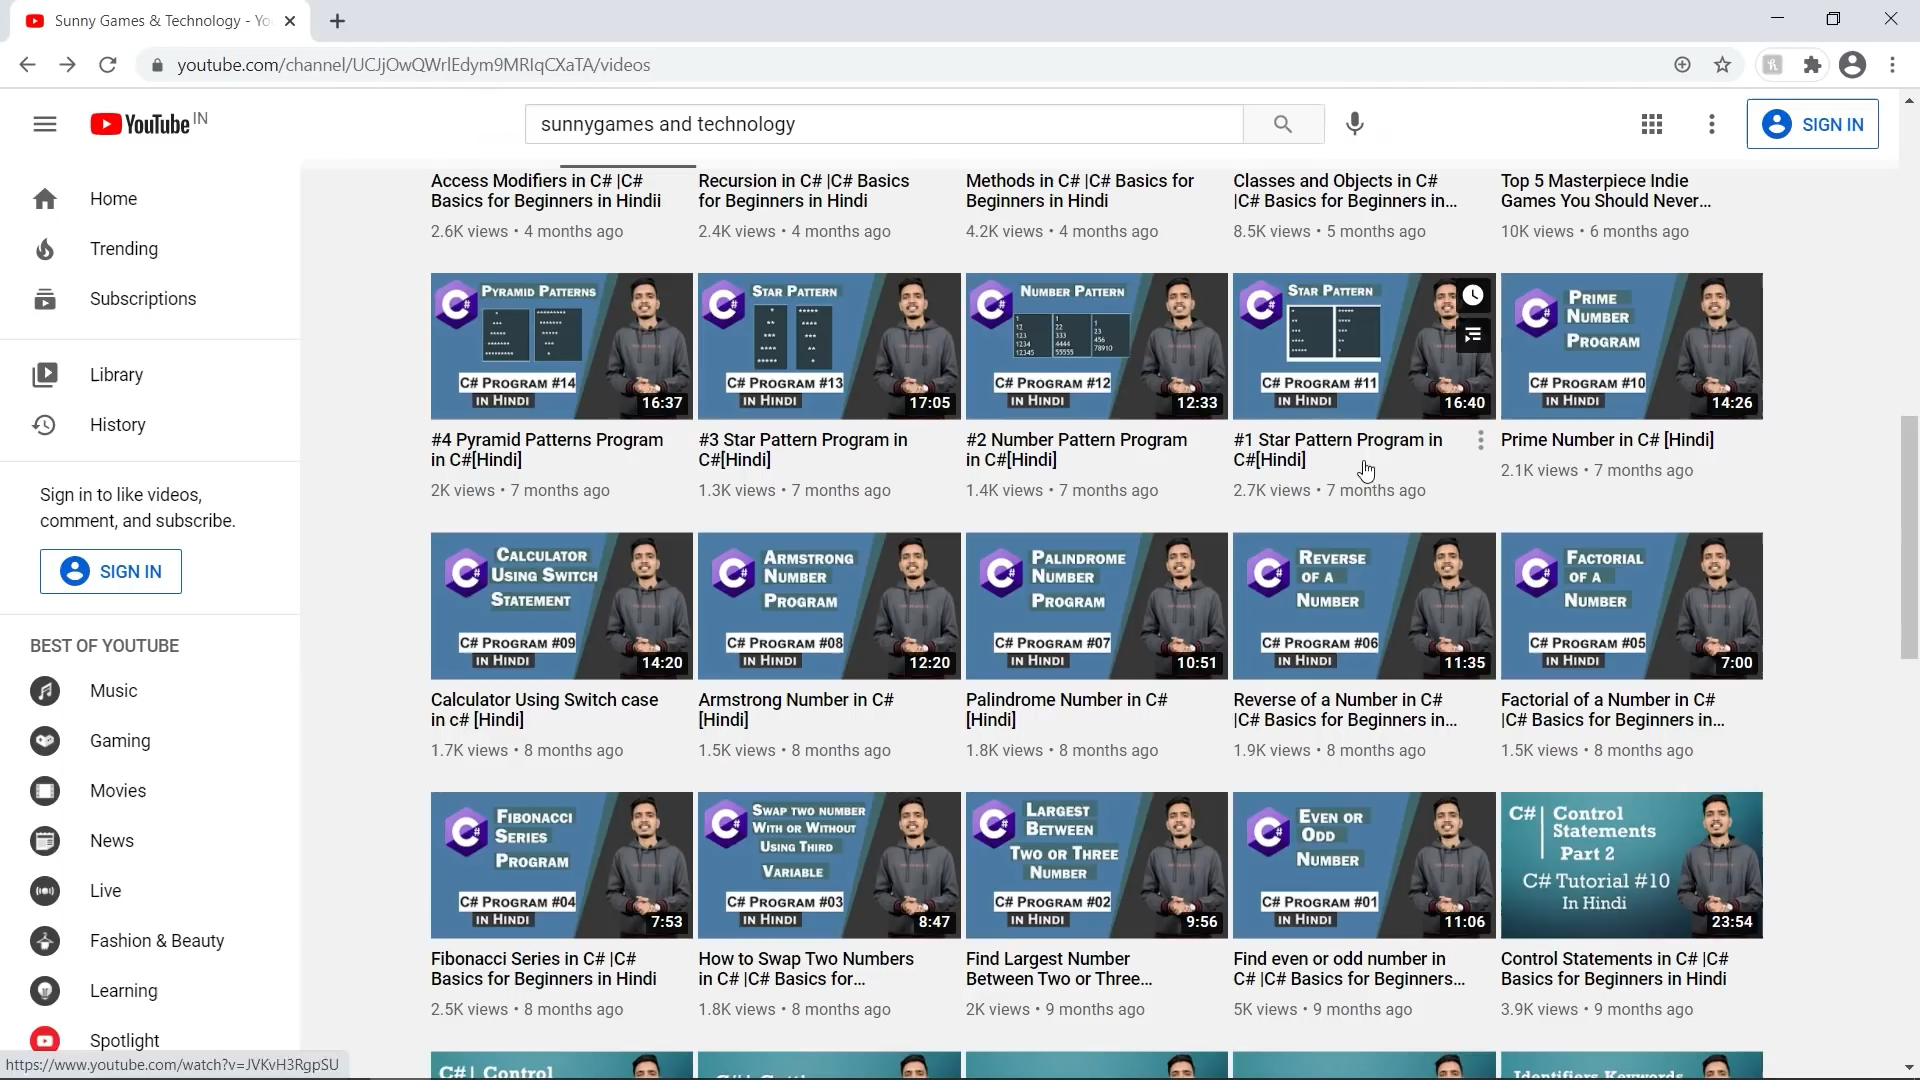 Sunny Games & Technology - Yo
youtube.com/channel/UCJjOwQWrlEdym9MRIqCXaTA/videos
YouTube IN
sunnygames and technology
SIGN IN
Home
Trending
Subscriptions
Library
History
Sign in to like videos,
comment, and subscribe.
SIGN IN
BEST OF YOUTUBE
Music
Gaming
Movies
News
Live
Fashion & Beauty
Learning
Spotlight
https://www.youtube.com/watch?v=JVKvH3RgpSU
Access Modifiers in C# |C#
Basics for Beginners in Hindii
2.6K views • 4 months ago
Recursion in C# |C# Basics
for Beginners in Hindi
2.4K views • 4 months ago
Methods in C# |C# Basics for
Beginners in Hindi
4.2K views • 4 months ago
Classes and Objects in C#
|C# Basics for Beginners in...
8.5K views • 5 months ago
Top 5 Masterpiece Indie
Games You Should Never...
10K views • 6 months ago
PYRAMID PATTERNS
C# PROGRAM #14
IN HINDI
16:37
#4 Pyramid Patterns Program
in C#[Hindi]
2K views • 7 months ago
STAR PATTERN
C# PROGRAM #13
IN HINDI
17:05
#3 Star Pattern Program in
C#[Hindi]
1.3K views • 7 months ago
NUMBER PATTERN
1
12
123
1234
12345
1
22
333
4444
55555
1
23
456
78910
C# PROGRAM #12
IN HINDI
12:33
#2 Number Pattern Program
in C#[Hindi]
1.4K views • 7 months ago
STAR PATTERN
C# PROGRAM #11
IN HINDI
16:40
#1 Star Pattern Program in
C#[Hindi]
2.7K views • 7 months ago
PRIME
NUMBER
PROGRAM
C# PROGRAM #10
IN HINDI
14:26
Prime Number in C# [Hindi]
2.1K views • 7 months ago
CALCULATOR
USING SWITCH
STATEMENT
C# PROGRAM #09
IN HINDI
14:20
Calculator Using Switch case
in c# [Hindi]
1.7K views • 8 months ago
ARMSTRONG
NUMBER
PROGRAM
C# PROGRAM #08
IN HINDI
12:20
Armstrong Number in C#
[Hindi]
1.5K views • 8 months ago
PALINDROME
NUMBER
PROGRAM
C# PROGRAM #07
IN HINDI
10:51
Palindrome Number in C#
[Hindi]
1.8K views • 8 months ago
REVERSE
OF A
NUMBER
C# PROGRAM #06
IN HINDI
11:35
Reverse of a Number in C#
|C# Basics for Beginners in...
1.9K views • 8 months ago
FACTORIAL
OF A
NUMBER
C# PROGRAM #05
IN HINDI
7:00
Factorial of a Number in C#
|C# Basics for Beginners in...
1.5K views • 8 months ago
FIBONACCI
SERIES
PROGRAM
C# PROGRAM #04
IN HINDI
7:53
Fibonacci Series in C# |C#
Basics for Beginners in Hindi
2.5K views • 8 months ago
SWAP TWO NUMBER
WITH OR WITHOUT
USING THIRD
VARIABLE
C# PROGRAM #03
IN HINDI
8:47
How to Swap Two Numbers
in C# |C# Basics for...
1.8K views • 8 months ago
LARGEST
BETWEEN
TWO OR THREE
NUMBER
C# PROGRAM #02
IN HINDI
9:56
Find Largest Number
Between Two or Three...
2K views • 9 months ago
EVEN OR
ODD
NUMBER
C# PROGRAM #01
IN HINDI
11:06
Find even or odd number in
C# |C# Basics for Beginners...
5K views • 9 months ago
C# | Control
Statements
Part 2
C# Tutorial #10
In Hindi
23:54
Control Statements in C# |C#
Basics for Beginners in Hindi
3.9K views • 9 months ago
C# | Control
Identifiers Keywords